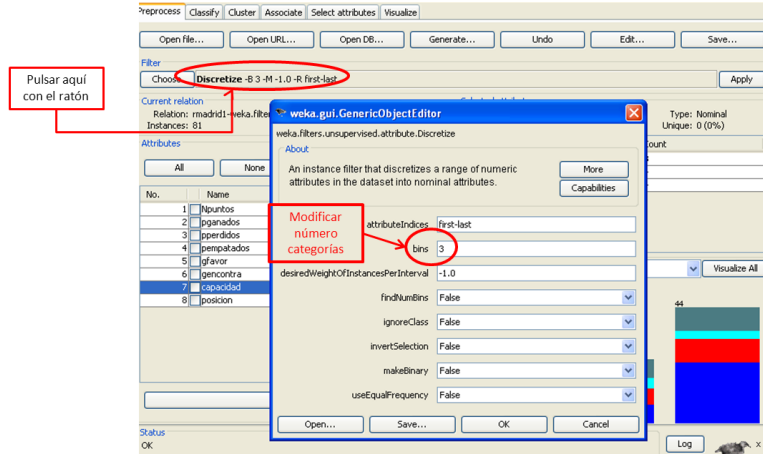 Preprocess Classify Cluster Associate Select attributes Visualize
Open file... Open URL... Open DB... Generate... Undo Edit... Save...
Filter
Choose Discretize -B 3 -M -1.0 -R first-last Apply
Pulsar aquí
con el ratón
Current relation
Relation: rmadrid1-weka.filter
Instances: 81
Type: Nominal
Unique: 0 (0%)
Attributes
All None
No. Name
1 Npuntos
2 pganados
3 pperdidos
4 pempatados
5 gfavor
6 gencontra
7 capacidad
8 posicion
weka.gui.GenericObjectEditor
weka.filters.unsupervised.attribute.Discretize
About
An instance filter that discretizes a range of numeric
attributes in the dataset into nominal attributes.
More
Capabilities
Modificar
número
categorías
attributeIndices first-last
bins 3
desiredWeightOfInstancesPerInterval -1.0
findNumBins False
ignoreClass False
invertSelection False
makeBinary False
useEqualFrequency False
Open... Save... OK Cancel
Visualize All
44
Status
OK
Log
x